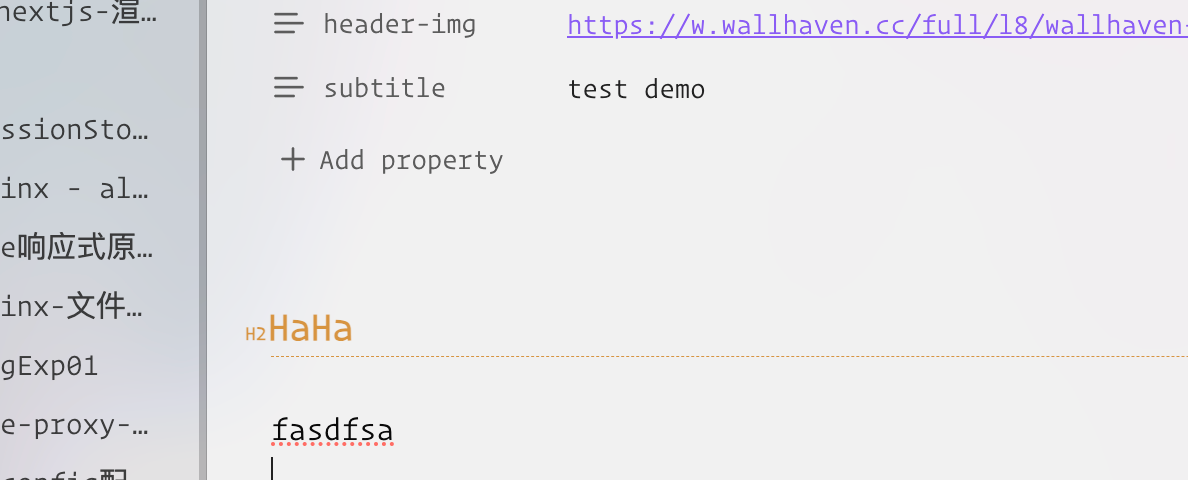 nextjs-渲…
ssionSto…
inx - al…
e响应式原…
inx-文件…
gExp01
e-proxy-…
config配
header-img https://w.wallhaven.cc/full/l8/wallhaven-
subtitle test demo
+ Add property
H2 HaHa
fasdfsa